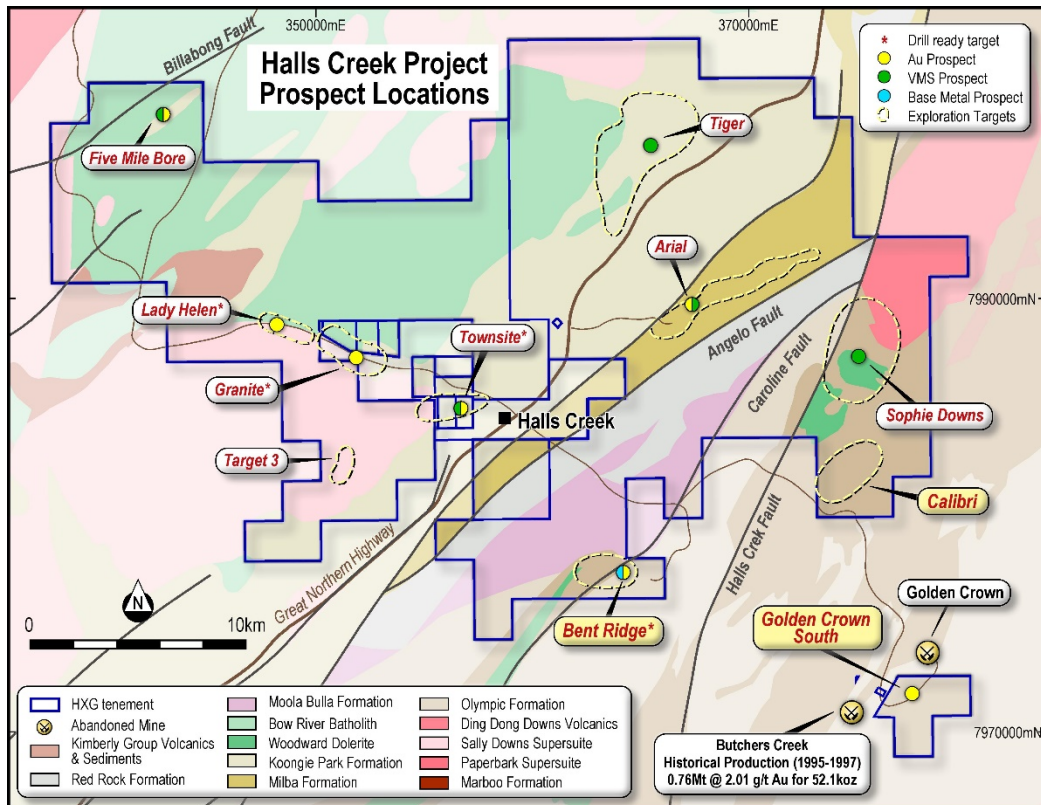 350000mE
370000mE
Billabong Fault
Halls Creek Project
Prospect Locations
* Drill ready target
Au Prospect
VMS Prospect
Base Metal Prospect
Exploration Targets
Five Mile Bore
Tiger
Arial
Lady Helen*
7990000mN
Townsite*
Angelo Fault
Caroline Fault
Granite*
Halls Creek
Sophie Downs
Target 3
Calibri
Great Northern Highway
Halls Crek Fault
N
10km
Bent Ridge*
Golden Crown
Golden Crown
South
HXG tenement
Abandoned Mine
Kimberly Group Volcanics
& Sediments
Red Rock Formation
Moola Bulla Formation
Bow River Batholith
Woodward Dolerite
Koongie Park Formation
Milba Formation
Olympic Formation
Ding Dong Downs Volcanics
Sally Downs Supersuite
Paperbark Supersuite
Marboo Formation
Butchers Creek
Historical Production (1995-1997)
0.76Mt @ 2.01 g/t Au for 52.1koz
7970000mN